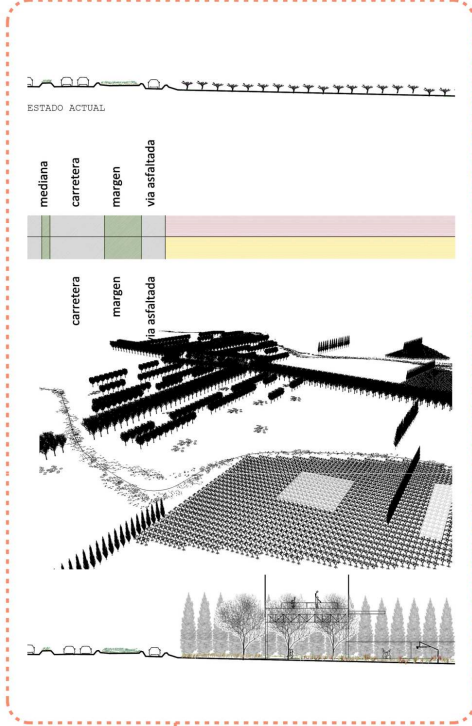 ESTADO ACTUAL
mediana
carretera
margen
via asfaltada
carretera
margen
via asfaltada